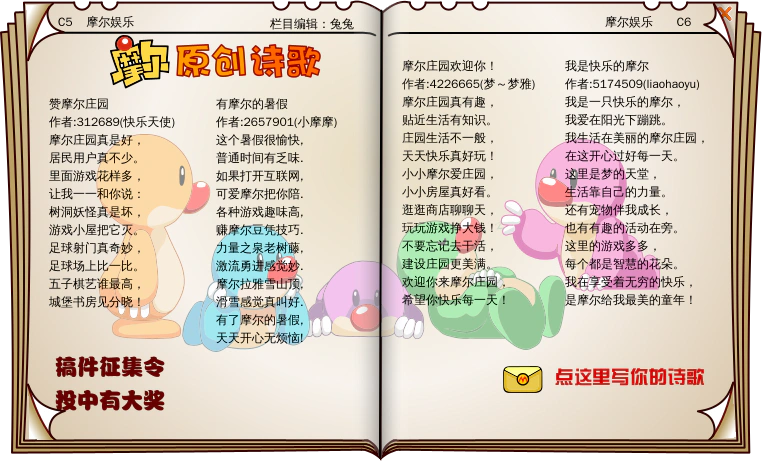 C5 摩尔娱乐
栏目编辑：兔兔
摩尔原创诗歌
赞摩尔庄园
作者:312689(快乐天使)
摩尔庄园真是好，
居民用户真不少。
里面游戏花样多，
让我一一和你说：
树洞妖怪真是坏，
游戏小屋把它灭。
足球射门真奇妙，
足球场上比一比。
五子棋艺谁最高，
城堡书房见分晓！
有摩尔的暑假
作者:2657901(小摩摩)
这个暑假很愉快,
普通时间有乏味.
如果打开互联网,
可爱摩尔把你陪.
各种游戏趣味高,
赚摩尔豆好技巧.
力量之泉老树藤,
激流勇进感觉妙.
摩尔拉雅雪山顶,
滑雪感觉真叫好.
有了摩尔的暑假,
天天开心无烦恼!
稿件征集令
投中有大奖
摩尔娱乐 C6
摩尔庄园欢迎你！
作者:4226665(梦～梦雅)
摩尔庄园真有趣，
贴近生活有知识。
庄园生活不一般，
天天快乐真好玩！
小小摩尔爱庄园，
小小房屋真好看。
逛逛商店聊聊天，
玩玩游戏挣大钱！
不要忘记去干活，
建设庄园更美满。
欢迎你来摩尔庄园，
希望你快乐每一天！
我是快乐的摩尔
作者:5174509(liaohaoyu)
我是一只快乐的摩尔，
我爱在阳光下蹦跳。
我生活在美丽的摩尔庄园，
在这开心过好每一天。
这里是梦的天堂，
生活靠自己的力量。
还有宠物伴我成长，
也有有趣的活动在旁。
这里的游戏多多，
每个都是智慧的花朵。
我在享受着无穷的快乐，
是摩尔给我最美的童年！
点这里写你的诗歌